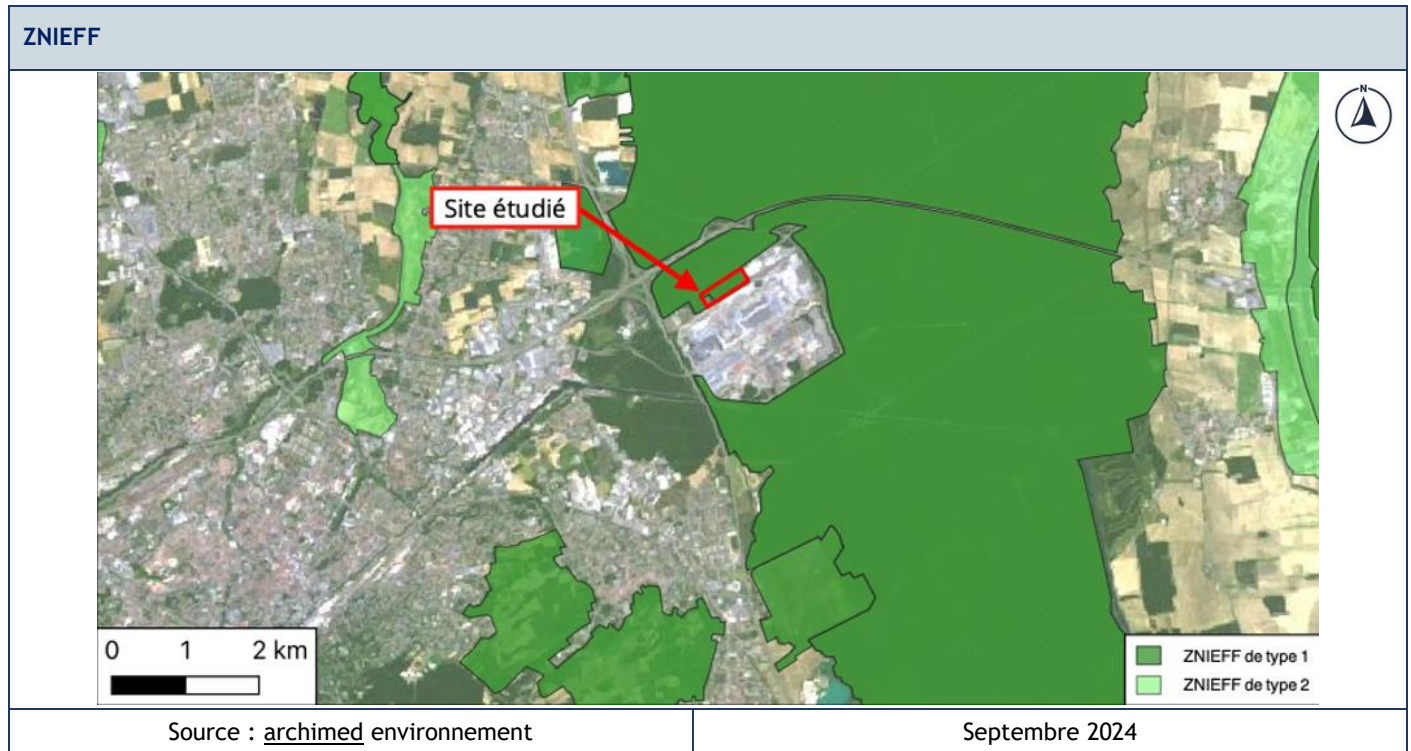 ZNIEFF
N
Site étudié
0 1 2 km
ZNIEFF de type 1
ZNIEFF de type 2
Source : archimed environnement
Septembre 2024